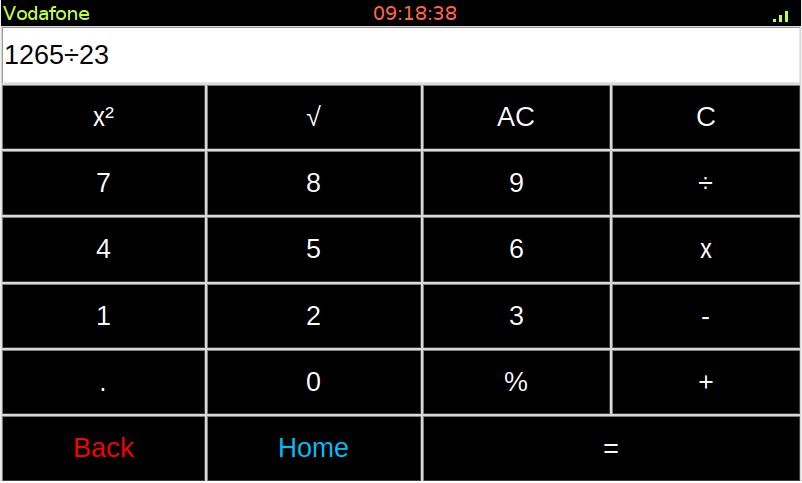 Vodafone 09:18:38
1265÷23
x² √ AC C
7 8 9 ÷
4 5 6 x
1 2 3 -
. 0 % +
Back Home =